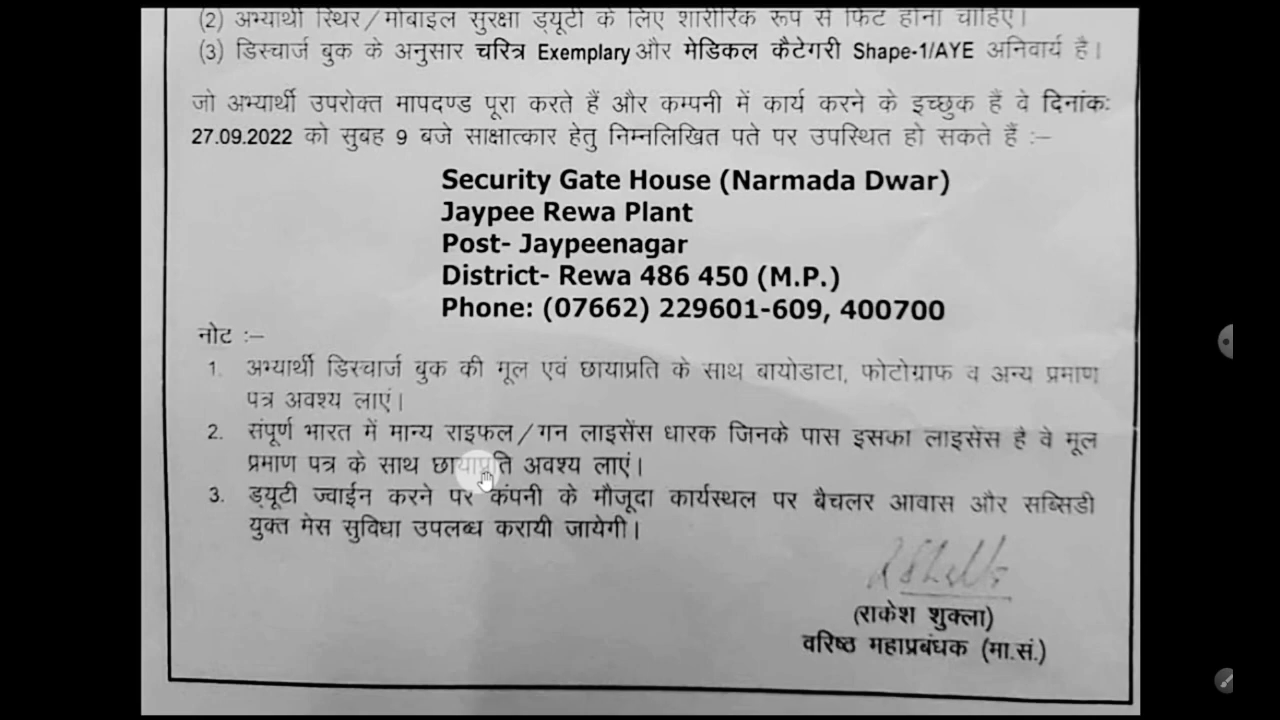 (2) अभ्यार्थी स्थिर/मोबाइल सुरक्षा ड्यूटी के लिए शारीरिक रूप से फिट होना चाहिए।
(3) डिस्चार्ज बुक के अनुसार चरित्र Exemplary और मेडिकल कैटेगरी Shape-1/AYE अनिवार्य है।
जो अभ्यार्थी उपरोक्त मापदण्ड पूरा करते हैं और कम्पनी में कार्य करने के इच्छुक हैं वे दिनांकः
27.09.2022 को सुबह 9 बजे साक्षात्कार हेतु निम्नलिखित पते पर उपस्थित हो सकते हैं :–
Security Gate House (Narmada Dwar)
Jaypee Rewa Plant
Post- Jaypeenagar
District- Rewa 486 450 (M.P.)
Phone: (07662) 229601-609, 400700
नोट :–
1. अभ्यार्थी डिस्चार्ज बुक की मूल एवं छायाप्रति के साथ बायोडाटा, फोटोग्राफ व अन्य प्रमाण
पत्र अवश्य लाएं।
2. संपूर्ण भारत में मान्य राइफल/गन लाइसेंस धारक जिनके पास इसका लाइसेंस है वे मूल
प्रमाण पत्र के साथ छायाप्रति अवश्य लाएं।
3. ड्यूटी ज्वाईन करने पर कंपनी के मौजूदा कार्यस्थल पर बैचलर आवास और सब्सिडी
युक्त मेस सुविधा उपलब्ध करायी जायेगी।
(राकेश शुक्ला)
वरिष्ठ महाप्रबंधक (मा.सं.)